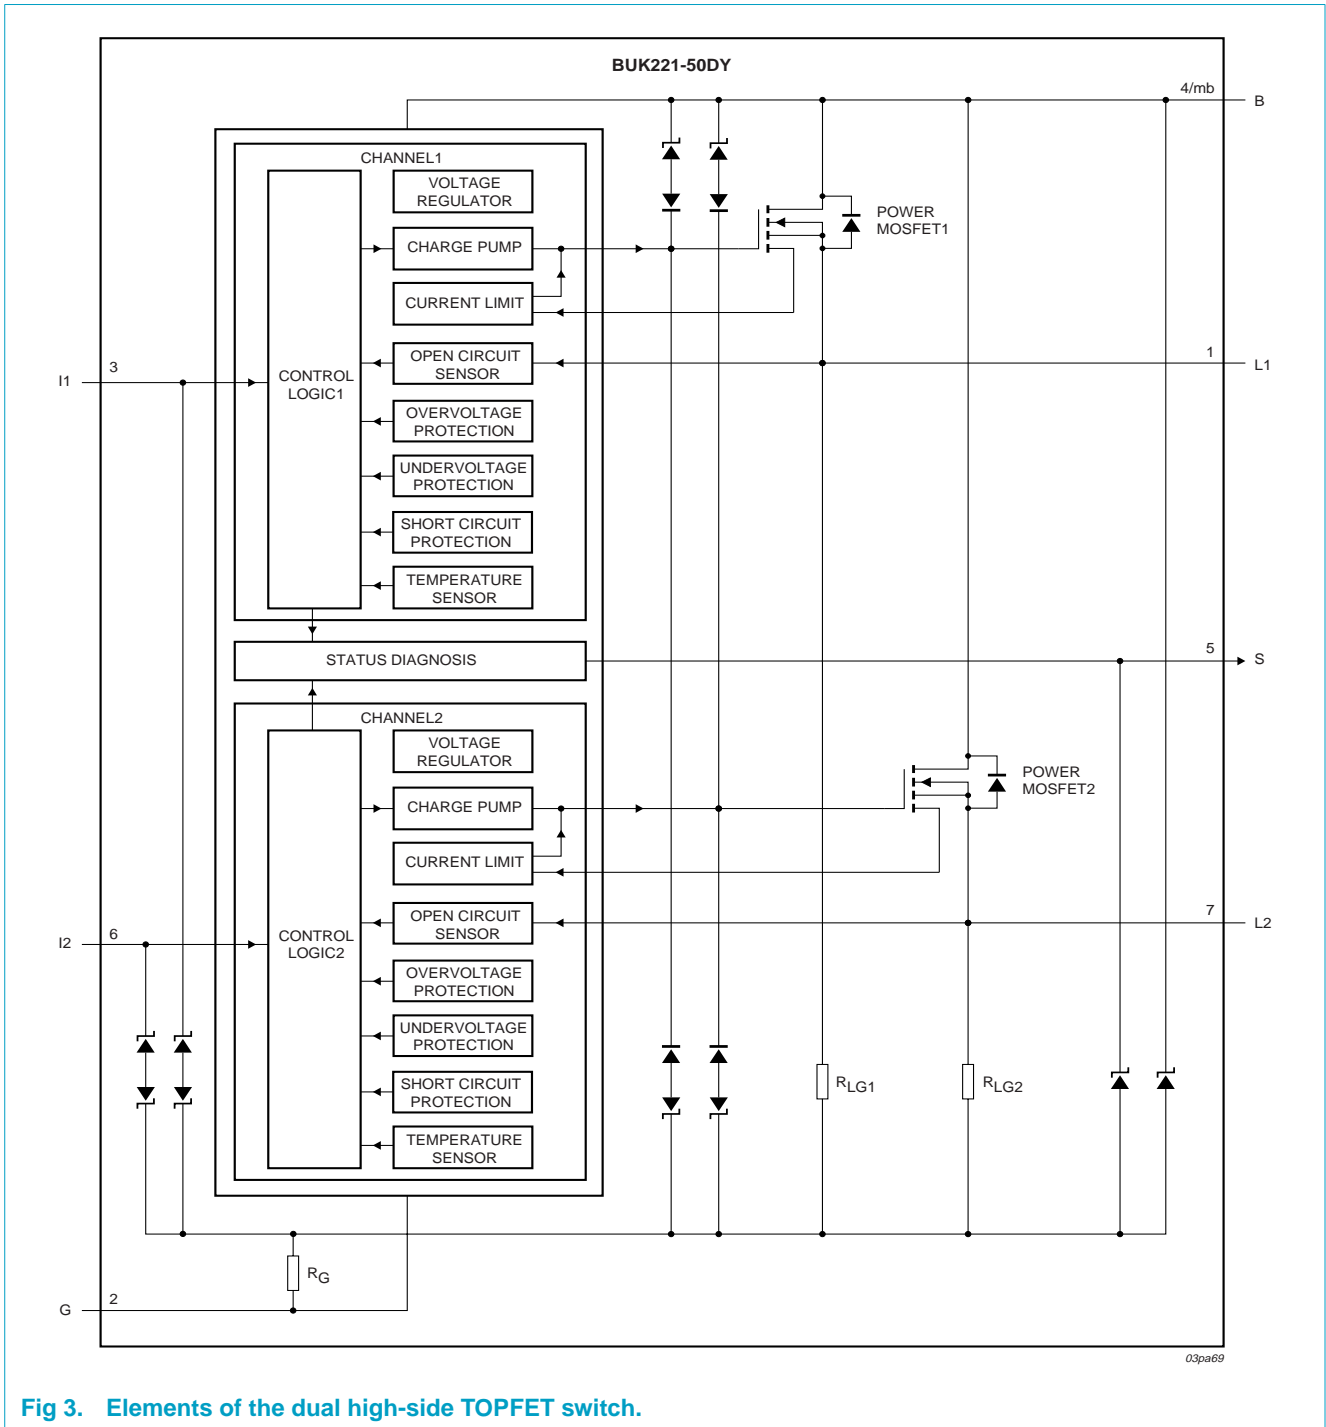 BUK221-50DY
4/mb
B
CHANNEL1
VOLTAGE
REGULATOR
CHARGE PUMP
CURRENT LIMIT
OPEN CIRCUIT
SENSOR
OVERVOLTAGE
PROTECTION
UNDERVOLTAGE
PROTECTION
SHORT CIRCUIT
PROTECTION
TEMPERATURE
SENSOR
CONTROL
LOGIC1
POWER
MOSFET1
I1
3
1
L1
STATUS DIAGNOSIS
5
S
CHANNEL2
VOLTAGE
REGULATOR
CHARGE PUMP
CURRENT LIMIT
OPEN CIRCUIT
SENSOR
OVERVOLTAGE
PROTECTION
UNDERVOLTAGE
PROTECTION
SHORT CIRCUIT
PROTECTION
TEMPERATURE
SENSOR
CONTROL
LOGIC2
POWER
MOSFET2
I2
6
7
L2
RLG1
RLG2
RG
G
2
03pa69
Fig 3. Elements of the dual high-side TOPFET switch.